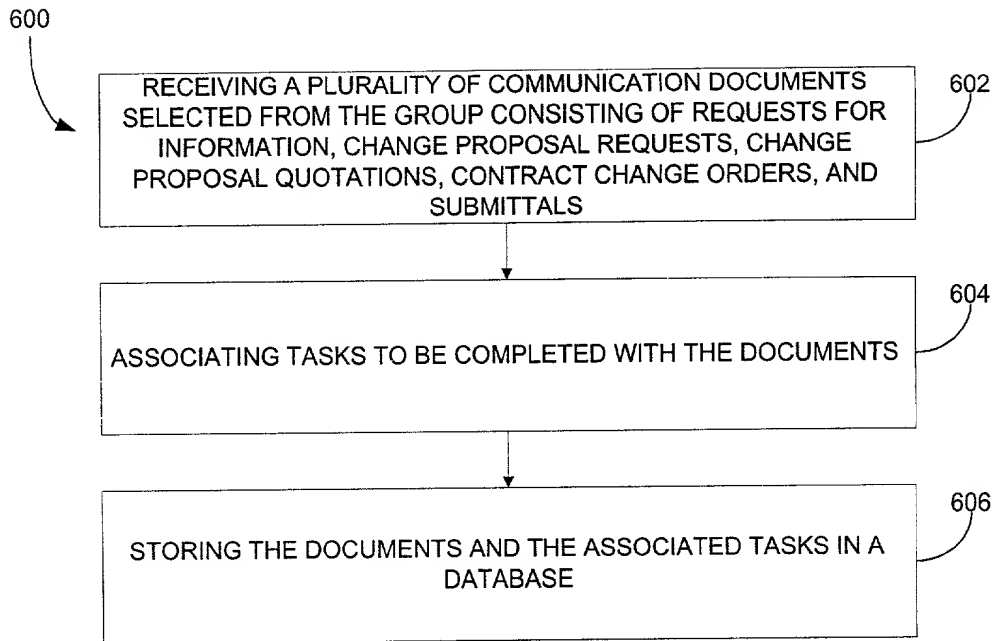 600
RECEIVING A PLURALITY OF COMMUNICATION DOCUMENTS
SELECTED FROM THE GROUP CONSISTING OF REQUESTS FOR
INFORMATION, CHANGE PROPOSAL REQUESTS, CHANGE
PROPOSAL QUOTATIONS, CONTRACT CHANGE ORDERS, AND
SUBMITTALS
602
ASSOCIATING TASKS TO BE COMPLETED WITH THE DOCUMENTS
604
STORING THE DOCUMENTS AND THE ASSOCIATED TASKS IN A
DATABASE
606